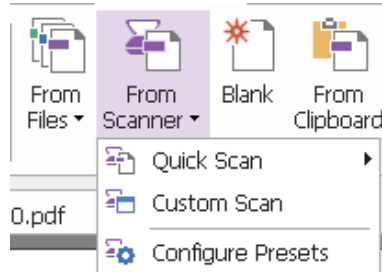 From Files
From Scanner
Blank
From Clipboard
Quick Scan
Custom Scan
0.pdf
Configure Presets